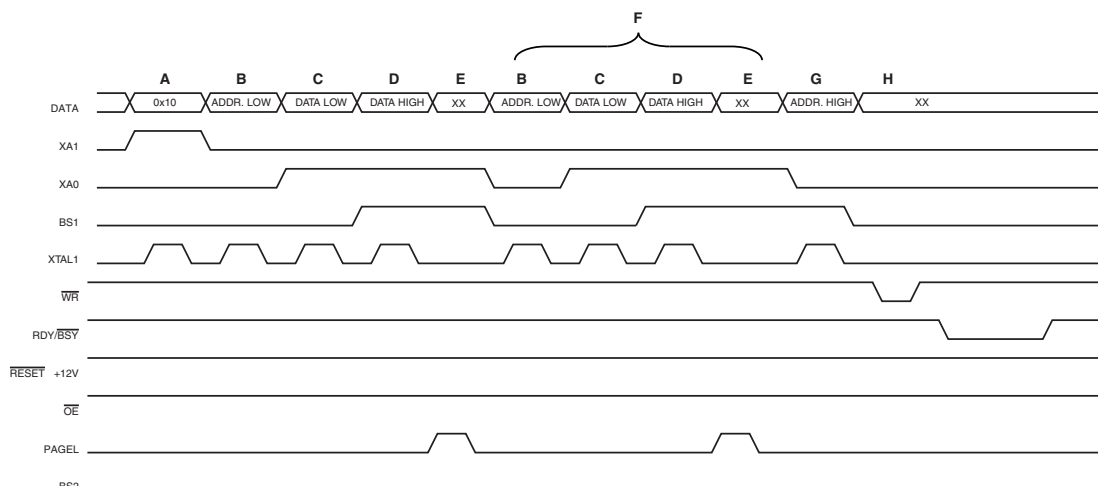 F
A B C D E B C D E G H
DATA 0x10 ADDR. LOW DATA LOW DATA HIGH XX ADDR. LOW DATA LOW DATA HIGH XX ADDR. HIGH XX
XA1
XA0
BS1
XTAL1
WR
RDY/BSY
RESET +12V
OE
PAGEL
BS2